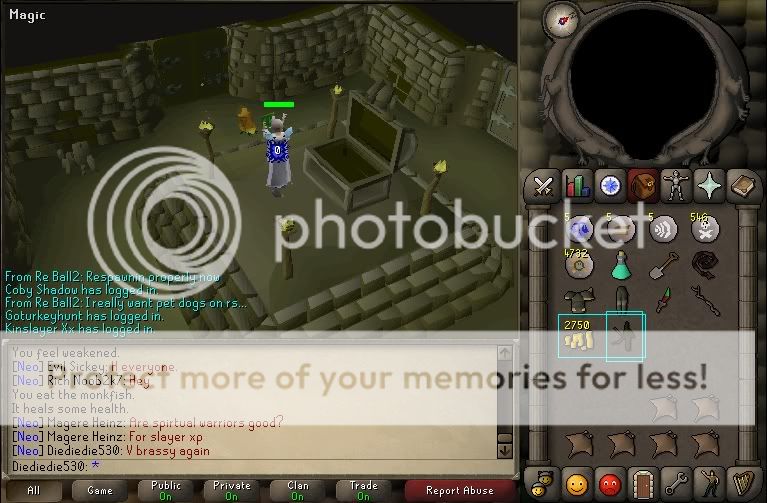 Magic
0
photobucket
From Re Ball2: Respawnin properly now
Coby Shadow has logged in.
From Re Ball2: I really want pet dogs on rs...
Goturkeyhunt has logged in.
Kinslayer Xx has logged in.
5 5 5 546
4732
2750
You feel weakened.
[Neo] Evil Sickey: everyone.
[Neo] Rich Noob2k7: Hey
more of your memories for less!
You eat the monkfish.
It heals some health.
[Neo] Magere Heinz: Are spirtual warriors good?
[Neo] Magere Heinz: For slayer xp
[Neo] Diediedie530: V brassy again
Diediedie530: *
All
Game
Public
On
Private
On
Clan
On
Trade
On
Report Abuse